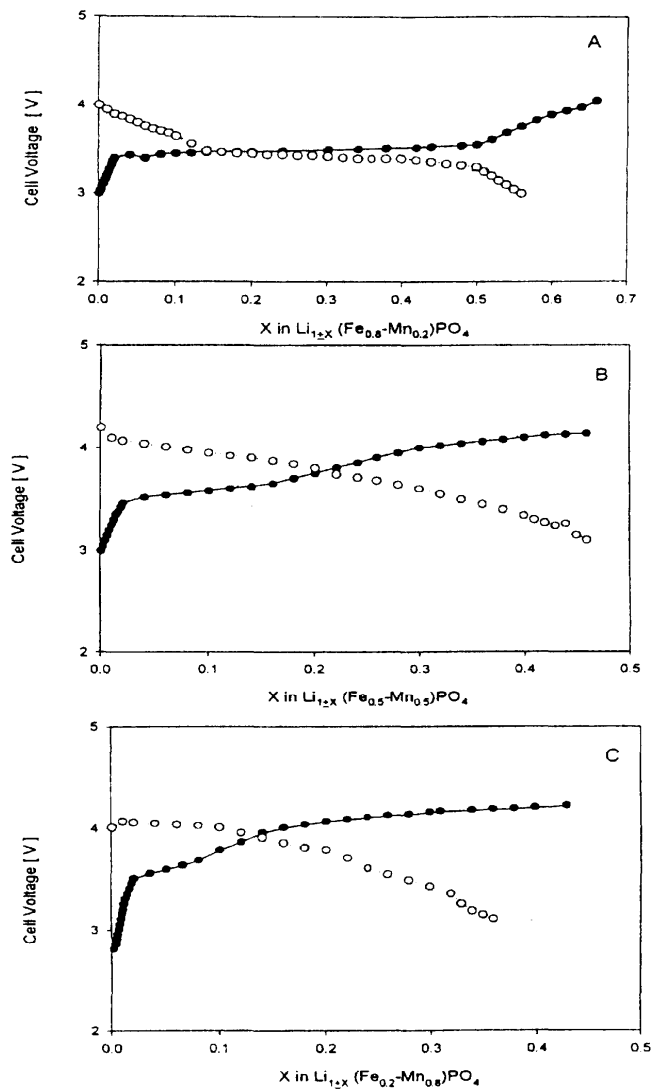 A
5
4
3
2
Cell Voltage [ V ]
0.0 0.1 0.2 0.3 0.4 0.5 0.6 0.7
X in Li1±X (Fe0.8-Mn0.2)PO4
B
5
4
3
2
Cell Voltage [ V ]
0.0 0.1 0.2 0.3 0.4 0.5
X in Li1±X (Fe0.5-Mn0.5)PO4
C
5
4
3
2
Cell Voltage [ V ]
0.0 0.1 0.2 0.3 0.4 0.5
X in Li1±X (Fe0.2-Mn0.8)PO4